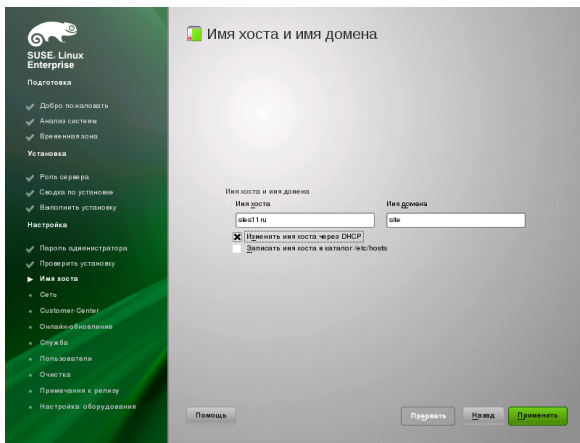 SUSE. Linux
Enterprise
Подготовка
Добро пожаловать
Анализ системы
Временная зона
Установка
Роль сервера
Сводка по установке
Выполнить установку
Настройка
Пароль администратора
Проверить установку
Имя хоста
Сеть
Customer-Center
Онлайн-обновление
Служба
Пользователи
Очистка
Примечания к релизу
Настройка оборудования
Имя хоста и имя домена
Имя хоста и имя домена
Имя хоста
Имя домена
sles11ru
site
Изменить имя хоста через DHCP
Записать имя хоста в каталог /etc/hosts
Помощь
Прервать
Назад
Применить